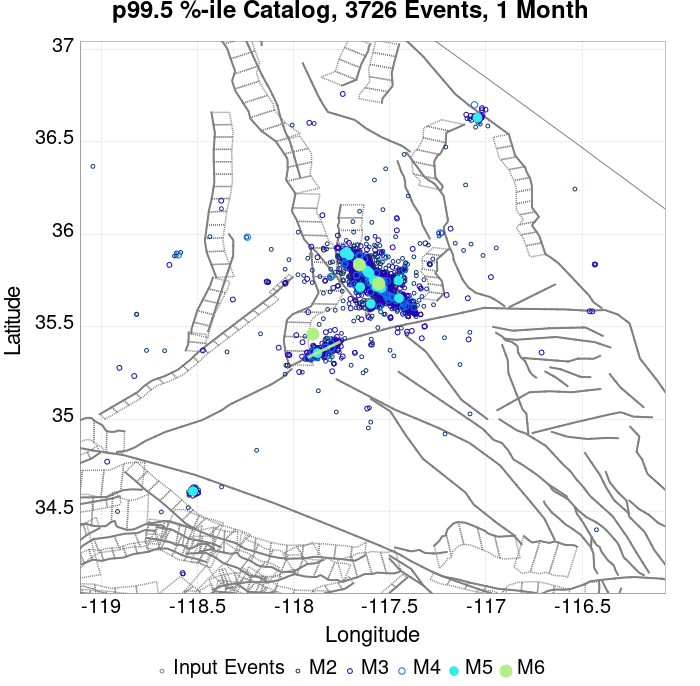 p99.5 %-ile Catalog, 3726 Events, 1 Month
37
36.5
36
35.5
35
34.5
Latitude
-119 -118.5 -118 -117.5 -117 -116.5
Longitude
Input Events M2 M3 M4 M5 M6